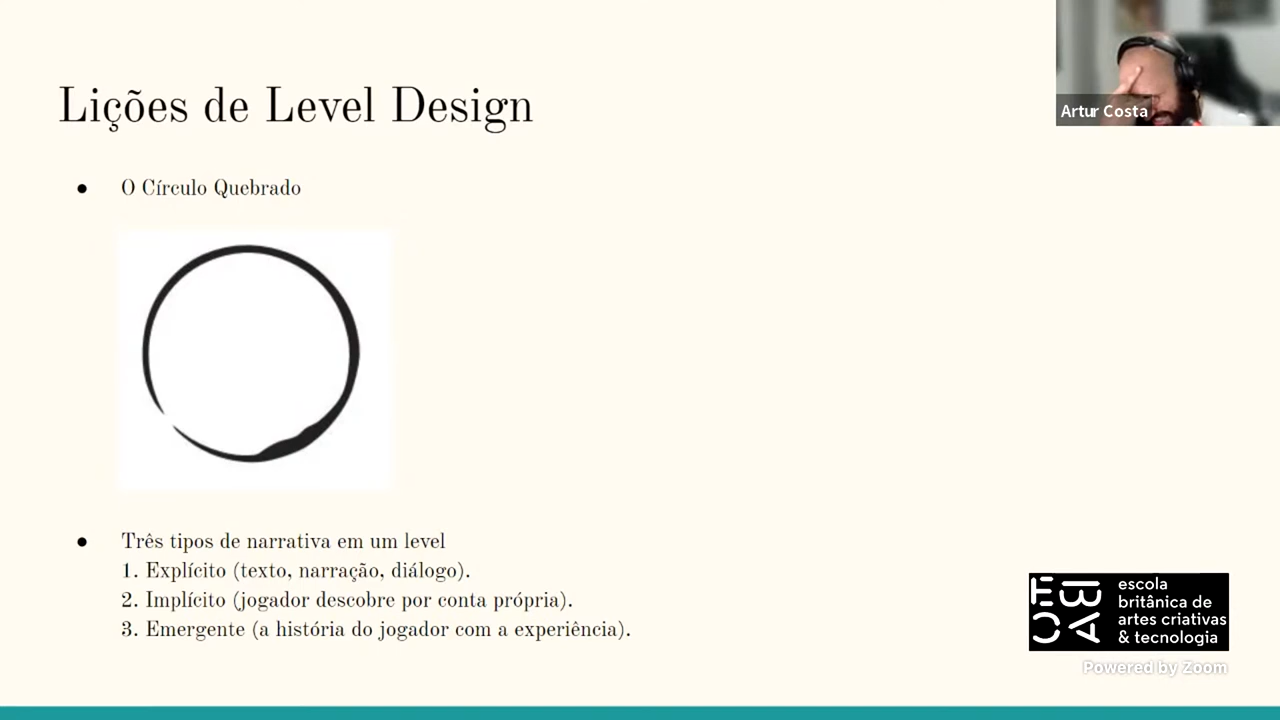 Lições de Level Design
Artur Costa
● O Círculo Quebrado
● Três tipos de narrativa em um level
1. Explícito (texto, narração, diálogo).
2. Implícito (jogador descobre por conta própria).
3. Emergente (a história do jogador com a experiência).
EBAC
escola
britânica de
artes criativas
& tecnologia
Powered by Zoom